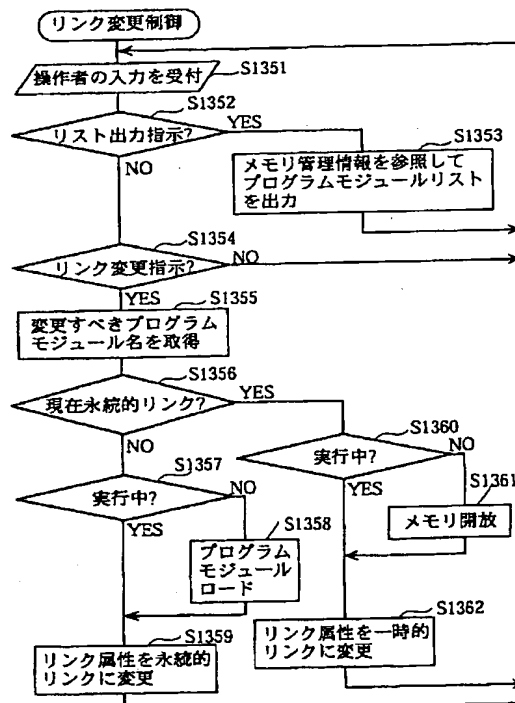 リンク変更制御
操作者の入力を受付
S1351
S1352
リスト出力指示?
YES
NO
S1353
メモリ管理情報を参照して
プログラムモジュールリスト
を出力
S1354
リンク変更指示?
NO
YES
S1355
変更すべきプログラム
モジュール名を取得
S1356
現在永続的リンク?
YES
NO
S1360
実行中?
NO
YES
S1361
メモリ開放
S1357
実行中?
NO
YES
S1358
プログラム
モジュール
ロード
S1359
リンク属性を永続的
リンクに変更
S1362
リンク属性を一時的
リンクに変更